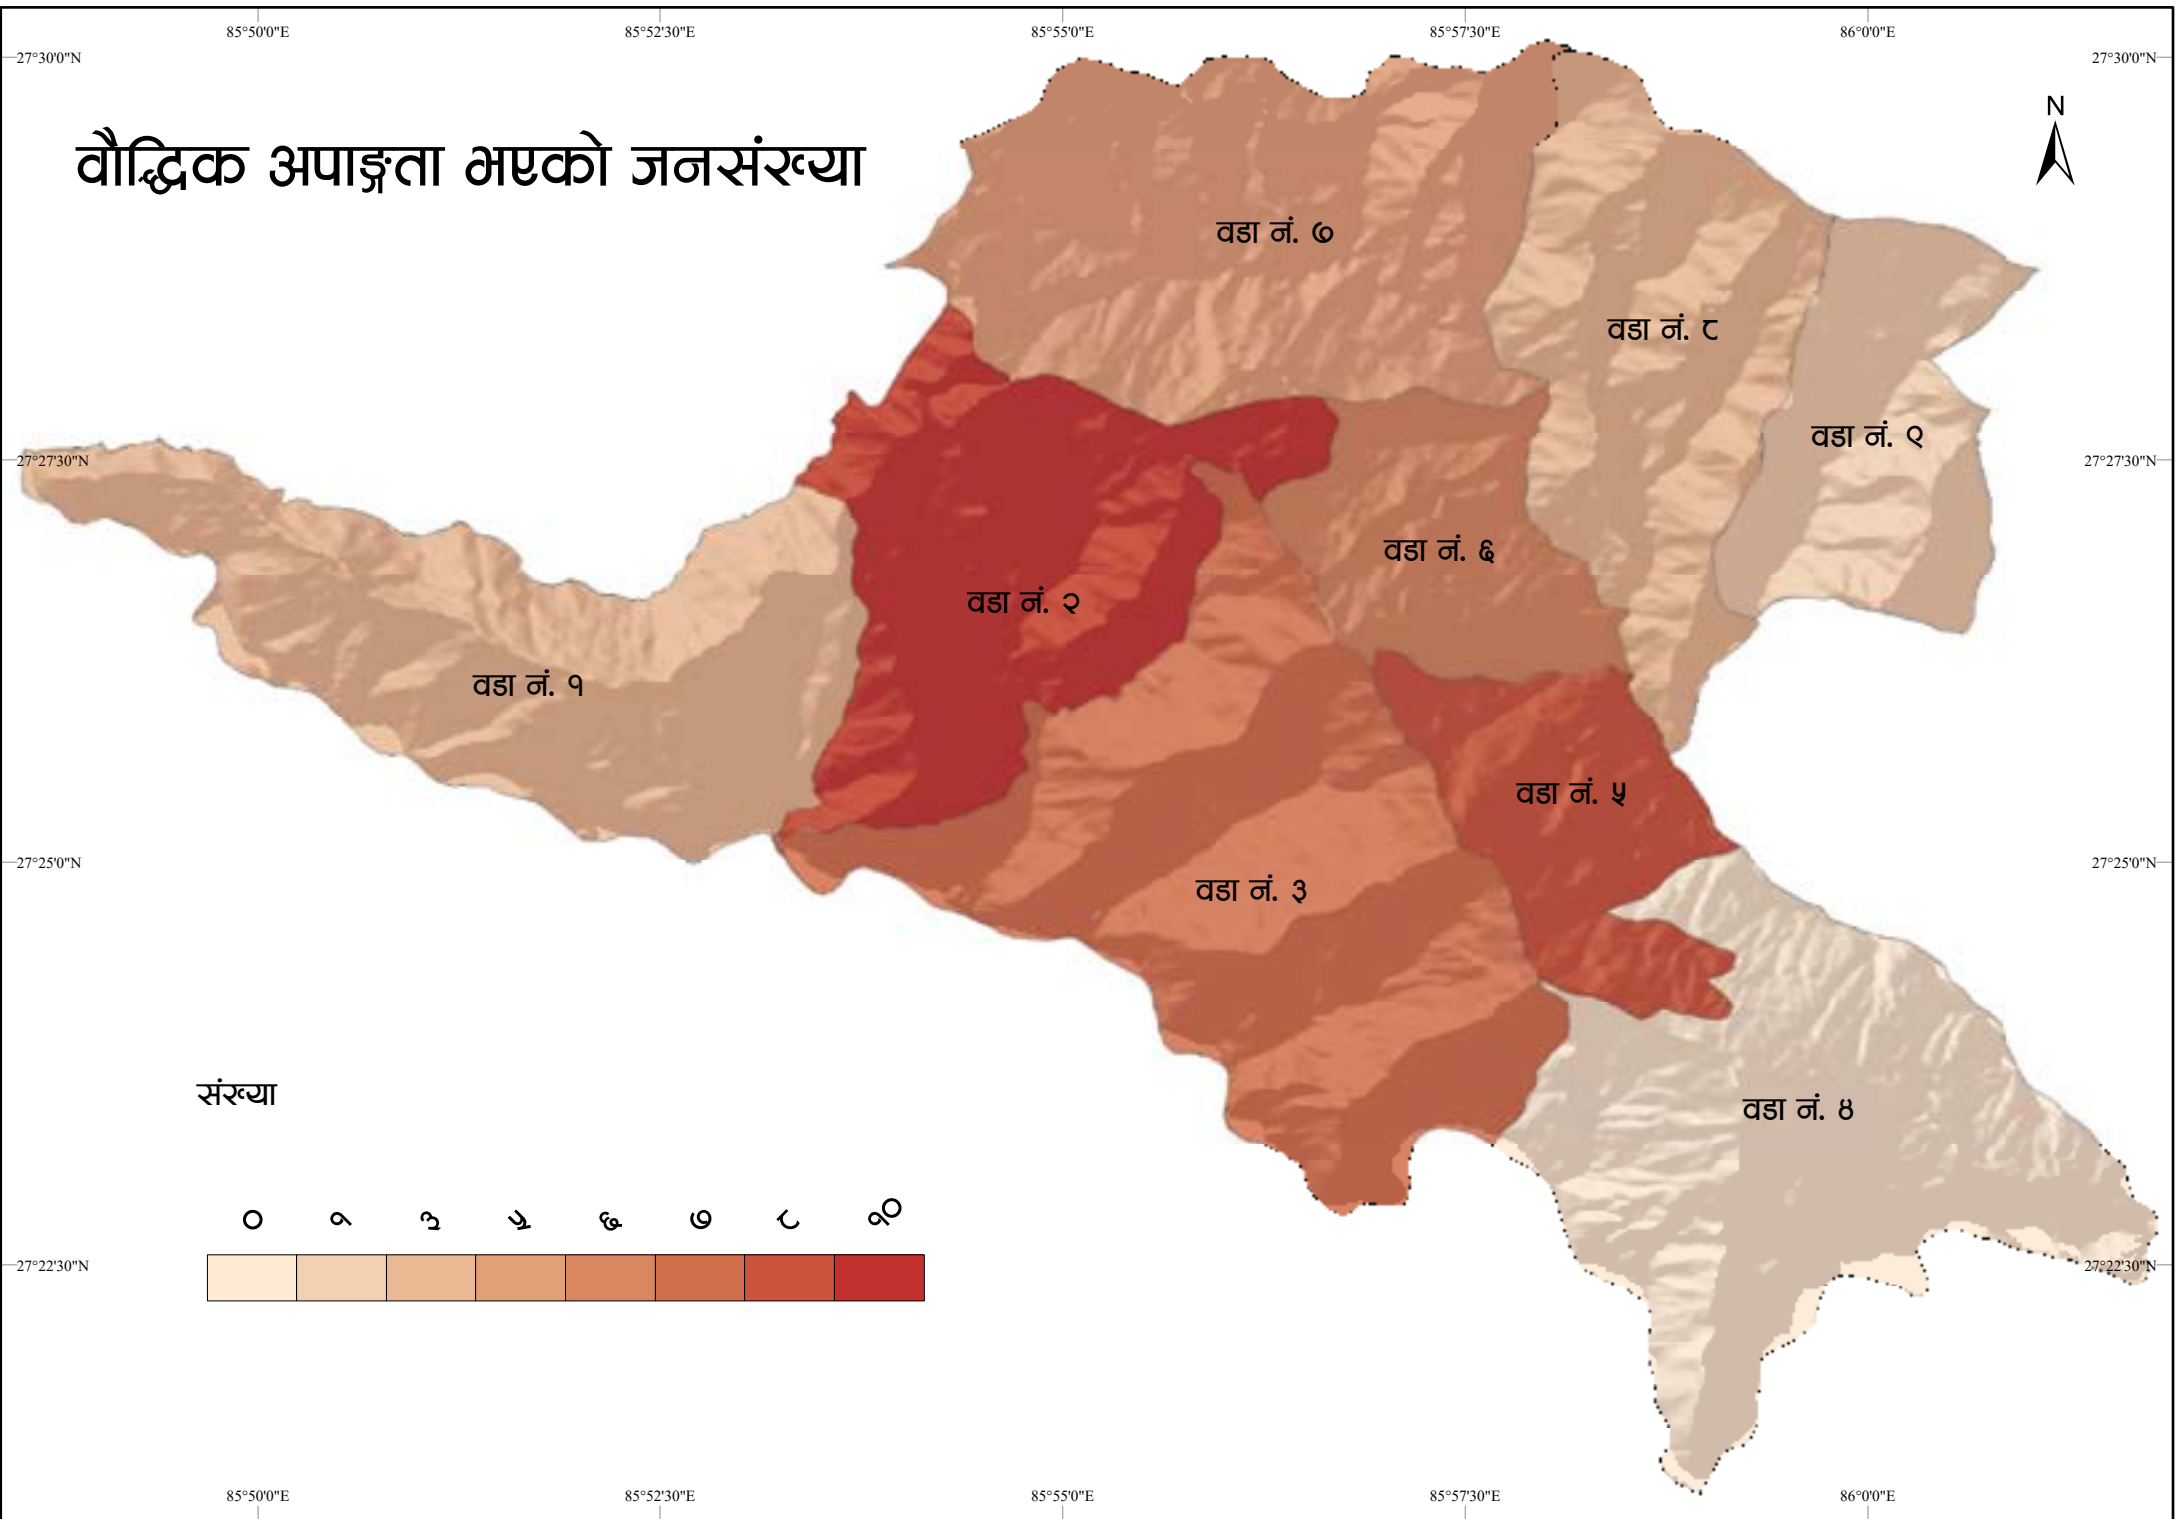 85°50'0"E 85°52'30"E 85°55'0"E 85°57'30"E 86°0'0"E
27°30'0"N 27°30'0"N
N
वौद्धिक अपाङ्गता भएको जनसंख्या
वडा नं. ७
वडा नं. ८
वडा नं. ९
27°27'30"N 27°27'30"N
वडा नं. ६
वडा नं. २
वडा नं. १
वडा नं. ५
27°25'0"N 27°25'0"N
वडा नं. ३
संख्या
वडा नं. ४
० १ ३ ५ ६ ७ ८ १०
27°22'30"N 27°22'30"N
85°50'0"E 85°52'30"E 85°55'0"E 85°57'30"E 86°0'0"E